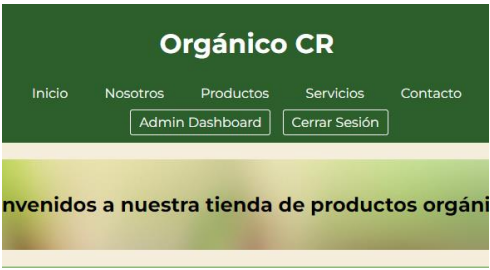 Orgánico CR
Inicio Nosotros Productos Servicios Contacto
Admin Dashboard Cerrar Sesión
nvenidos a nuestra tienda de productos orgáni